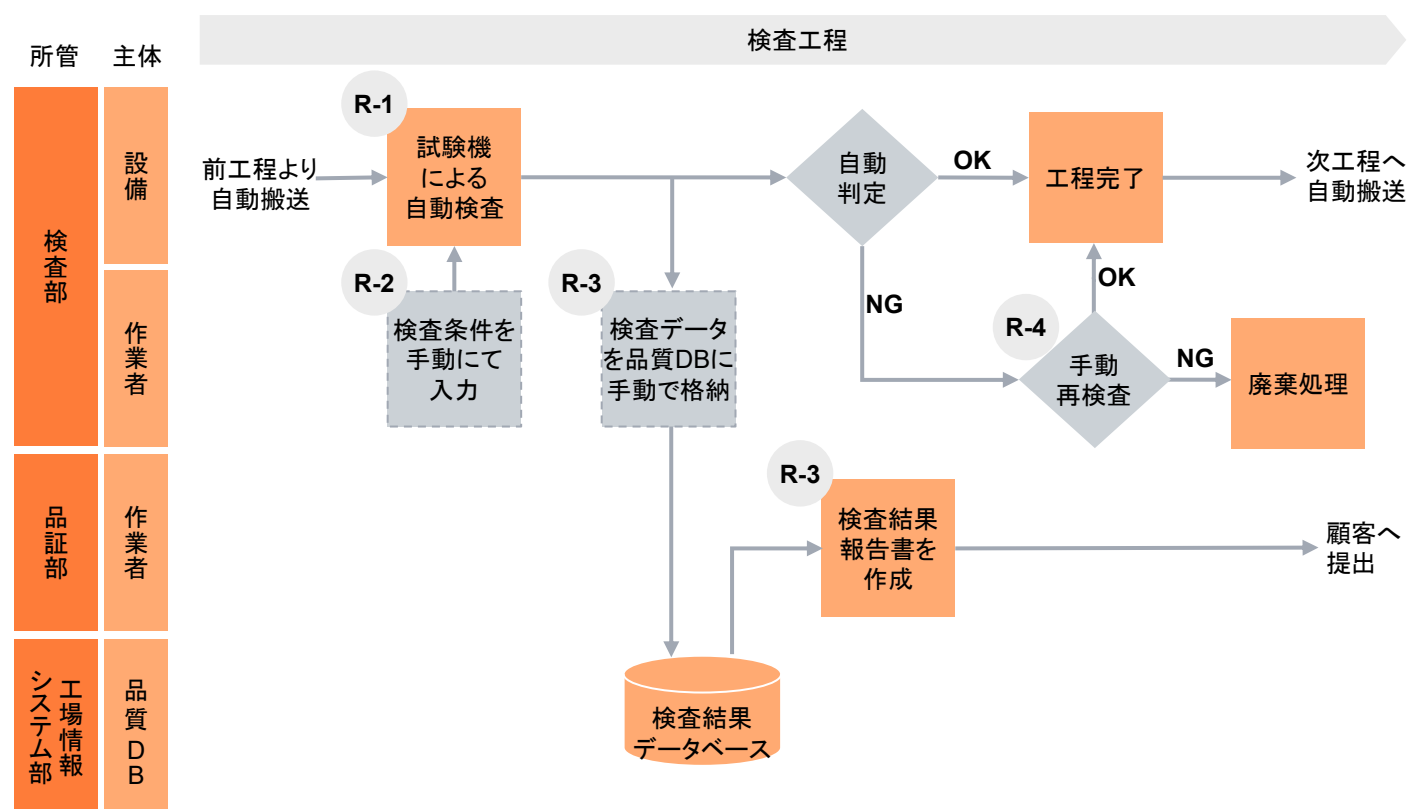 検査工程
所管
主体
検査部
設備
作業者
品証部
作業者
工場情報
システム部
品質DB
前工程より
自動搬送
R-1
試験機
による
自動検査
自動
判定
OK
工程完了
次工程へ
自動搬送
R-2
検査条件を
手動にて
入力
R-3
検査データ
を品質DBに
手動で格納
NG
OK
R-4
手動
再検査
NG
廃棄処理
R-3
検査結果
報告書を
作成
顧客へ
提出
検査結果
データベース